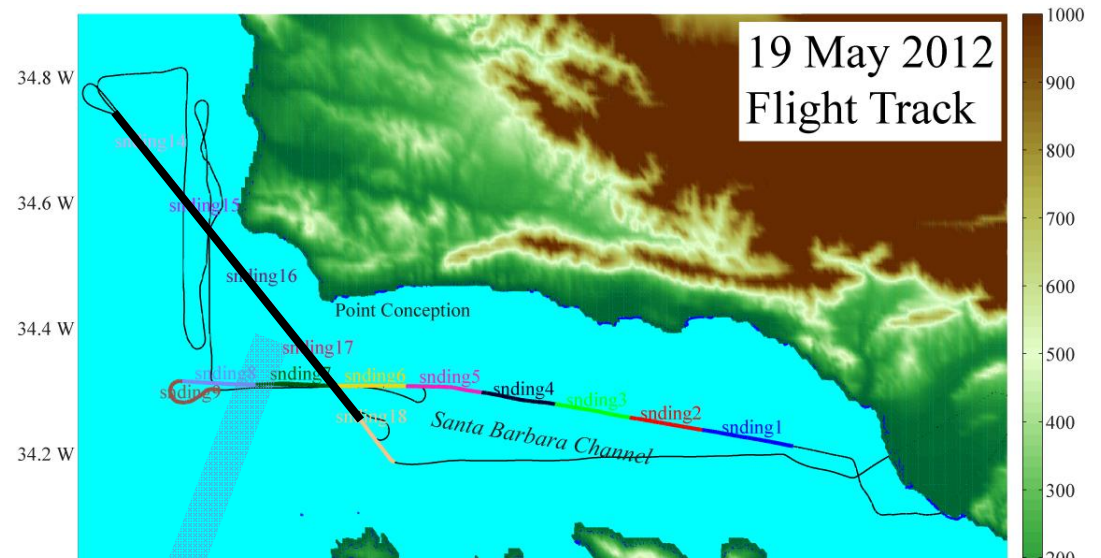 19 May 2012
Flight Track
34.8 W
34.6 W
34.4 W
34.2 W
snding14
snding15
snding16
Point Conception
snding17
snding8
snding7
snding6
snding5
snding9
snding4
snding3
snding18
snding2
snding1
Santa Barbara Channel
1000
900
800
700
600
500
400
300
200